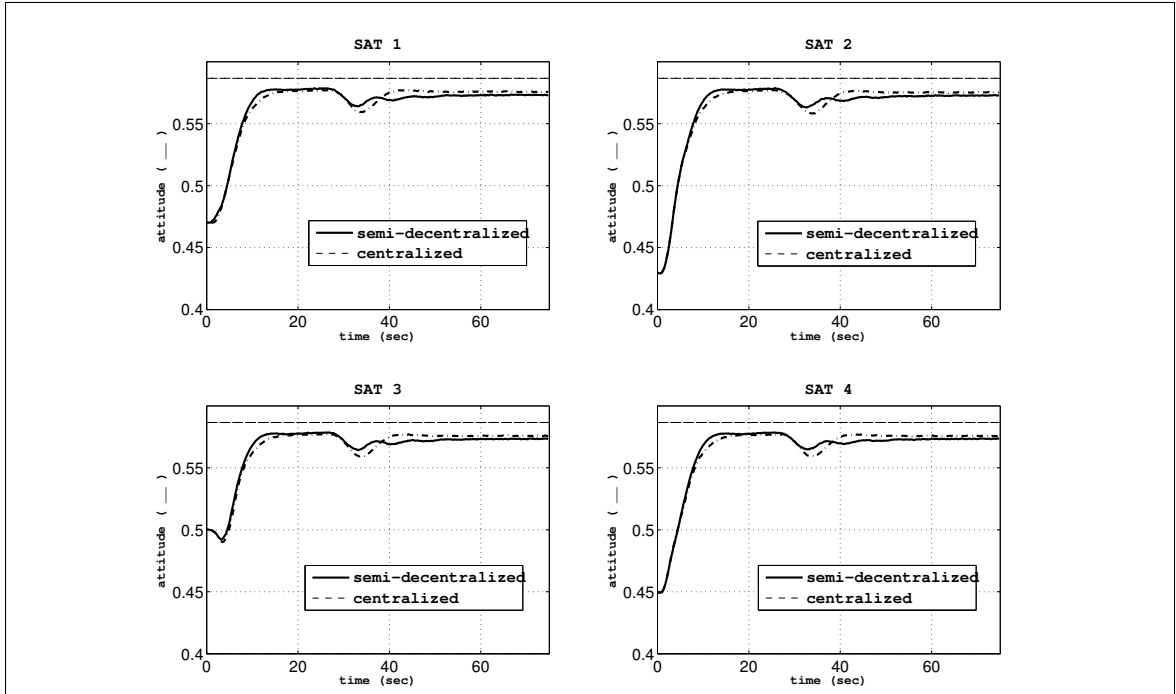 SAT 1
0.55
0.5
0.45
0.4
attitude ( __ )
semi-decentralized
centralized
0
20
40
60
time (sec)
SAT 2
0.55
0.5
0.45
0.4
attitude ( __ )
semi-decentralized
centralized
0
20
40
60
time (sec)
SAT 3
0.55
0.5
0.45
0.4
attitude ( __ )
semi-decentralized
centralized
0
20
40
60
time (sec)
SAT 4
0.55
0.5
0.45
0.4
attitude ( __ )
semi-decentralized
centralized
0
20
40
60
time (sec)